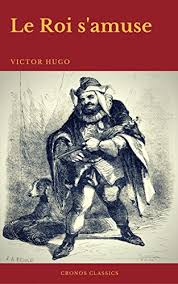 Le Roi s'amuse
VICTOR HUGO
CRONOS CLASSICS